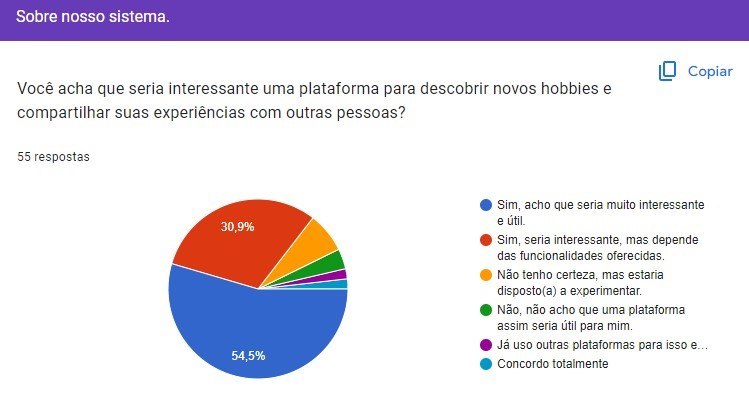 Sobre nosso sistema.
Copiar
Você acha que seria interessante uma plataforma para descobrir novos hobbies e
compartilhar suas experiências com outras pessoas?
55 respostas
30,9%
54,5%
Sim, acho que seria muito interessante
e útil.
Sim, seria interessante, mas depende
das funcionalidades oferecidas.
Não tenho certeza, mas estaria
disposto(a) a experimentar.
Não, não acho que uma plataforma
assim seria útil para mim.
Já uso outras plataformas para isso e…
Concordo totalmente